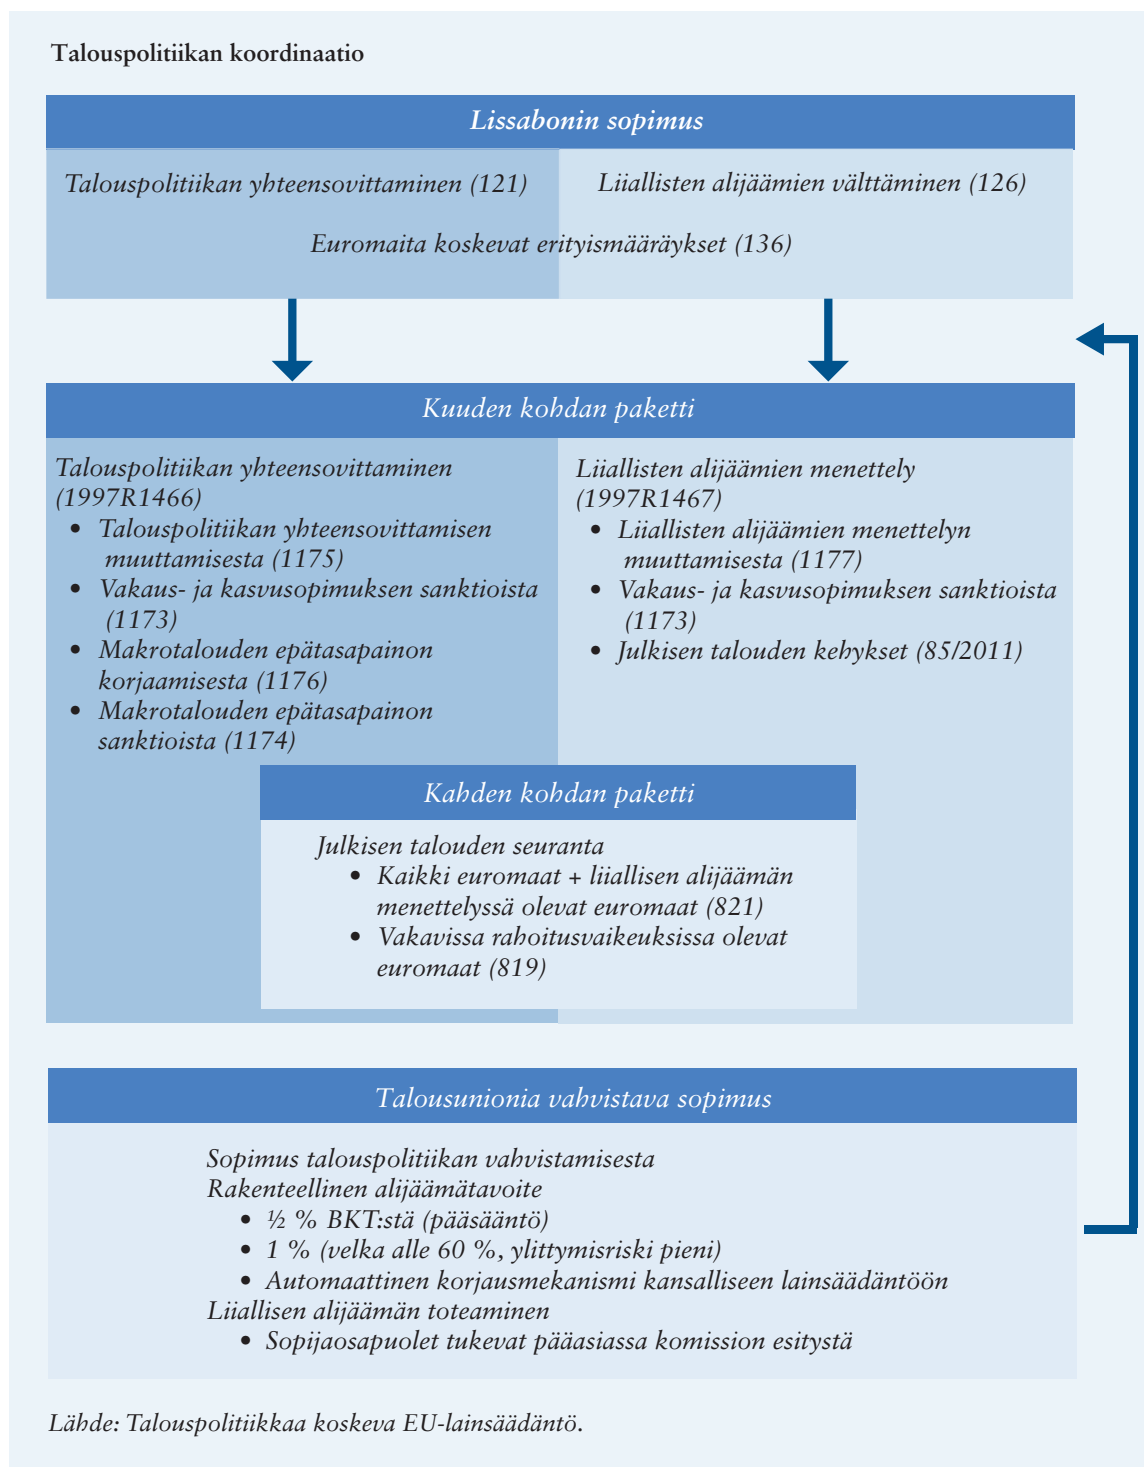 Talouspolitiikan koordinaatio
Lissabonin sopimus
Talouspolitiikan yhteensovittaminen (121)
Liiallisten alijäämien välttäminen (126)
Euromaita koskevat erityismääräykset (136)
Kuuden kohdan paketti
Talouspolitiikan yhteensovittaminen
(1997R1466)
• Talouspolitiikan yhteensovittamisen
muuttamisesta (1175)
• Vakaus- ja kasvusopimuksen sanktioista
(1173)
• Makrotalouden epätasapainon
korjaamisesta (1176)
• Makrotalouden epätasapainon
sanktioista (1174)
Liiallisten alijäämien menettely
(1997R1467)
• Liiallisten alijäämien menettelyn
muuttamisesta (1177)
• Vakaus- ja kasvusopimuksen sanktioista
(1173)
• Julkisen talouden kehykset (85/2011)
Kahden kohdan paketti
Julkisen talouden seuranta
• Kaikki euromaat + liiallisen alijäämän
menettelyssä olevat euromaat (821)
• Vakavissa rahoitusvaikeuksissa olevat
euromaat (819)
Talousunionia vahvistava sopimus
Sopimus talouspolitiikan vahvistamisesta
Rakenteellinen alijäämätavoite
• ½ % BKT:stä (pääsääntö)
• 1 % (velka alle 60 %, ylittymisriski pieni)
• Automaattinen korjausmekanismi kansalliseen lainsäädäntöön
Liiallisen alijäämän toteaminen
• Sopijaosapuolet tukevat pääasiassa komission esitystä
Lähde: Talouspolitiikkaa koskeva EU-lainsäädäntö.